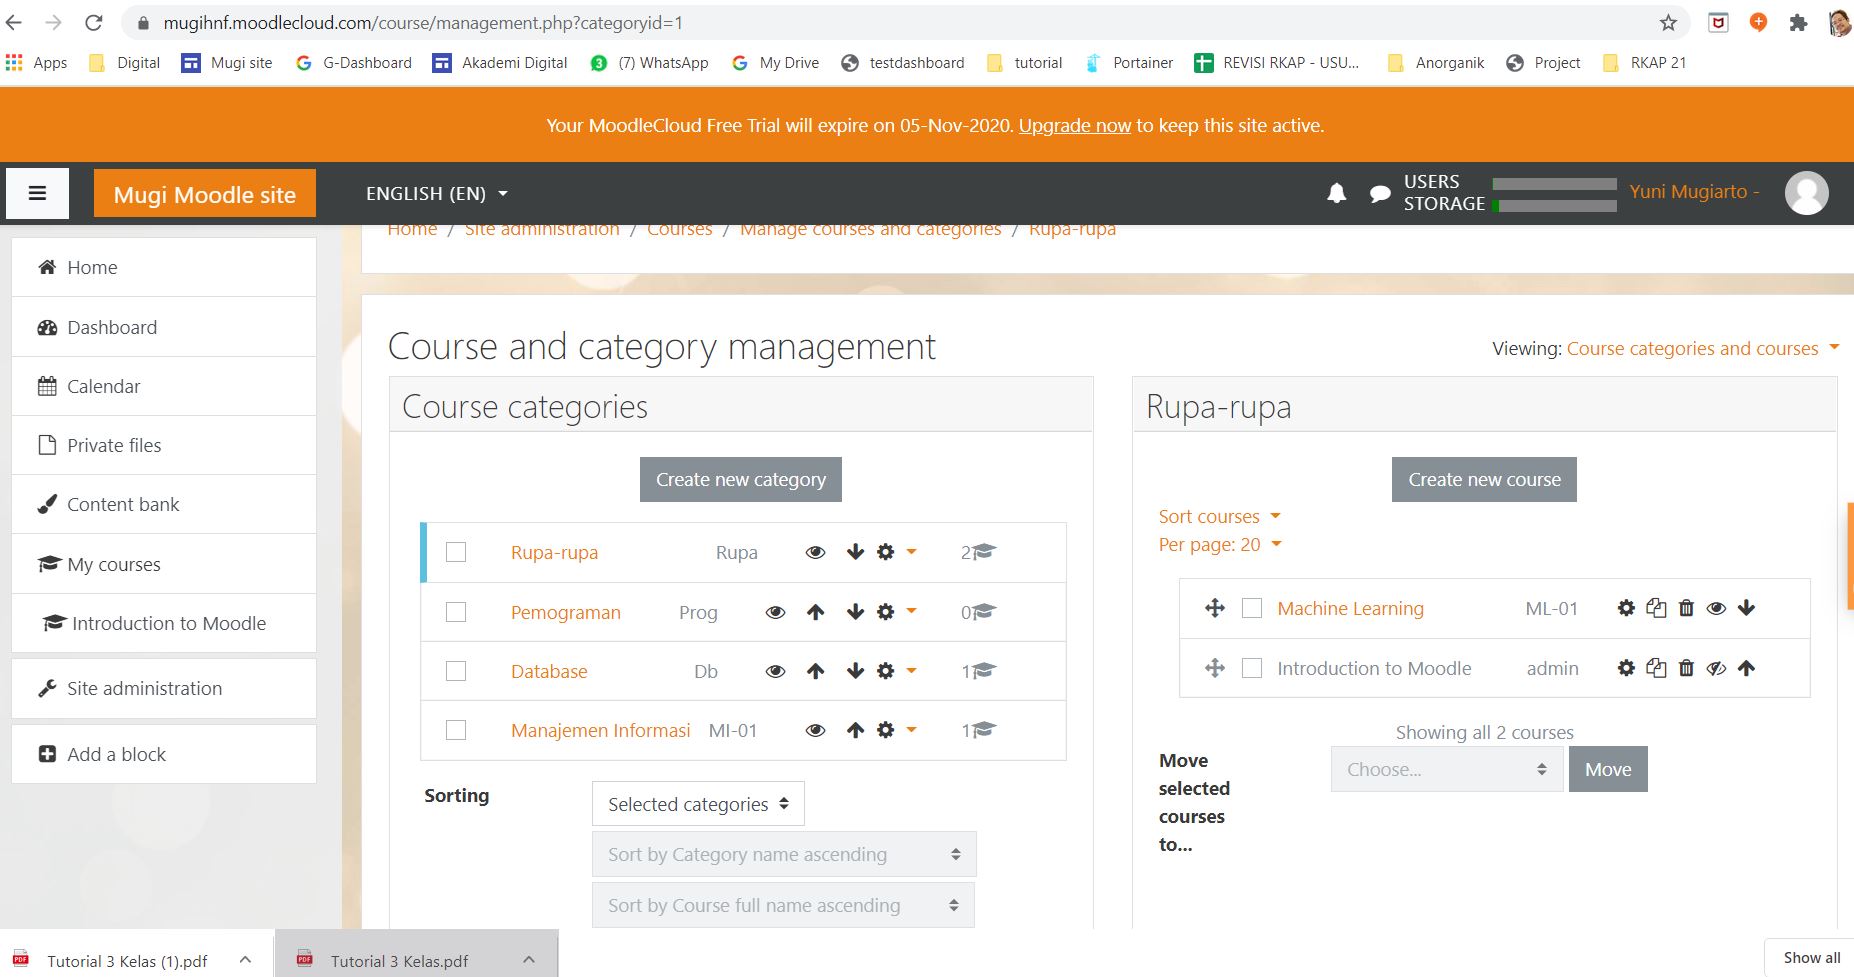 mugihnf.moodlecloud.com/course/management.php?categoryid=1
Apps Digital Mugi site G-Dashboard Akademi Digital (7) WhatsApp My Drive testdashboard tutorial Portainer REVISI RKAP - USU... Anorganik Project RKAP 21
Your MoodleCloud Free Trial will expire on 05-Nov-2020. Upgrade now to keep this site active.
Mugi Moodle site
ENGLISH (EN)
USERS
STORAGE
Yuni Mugiarto -
Home / Site administration / Courses / Manage courses and categories / Rupa-rupa
Home
Dashboard
Calendar
Private files
Content bank
My courses
Introduction to Moodle
Site administration
Add a block
Course and category management
Viewing: Course categories and courses
Course categories
Create new category
Rupa-rupa Rupa 2
Pemograman Prog 0
Database Db 1
Manajemen Informasi MI-01 1
Sorting
Selected categories
Sort by Category name ascending
Sort by Course full name ascending
Rupa-rupa
Create new course
Sort courses
Per page: 20
Machine Learning ML-01
Introduction to Moodle admin
Showing all 2 courses
Move selected courses to...
Choose...
Move
Tutorial 3 Kelas (1).pdf
Tutorial 3 Kelas.pdf
Show all